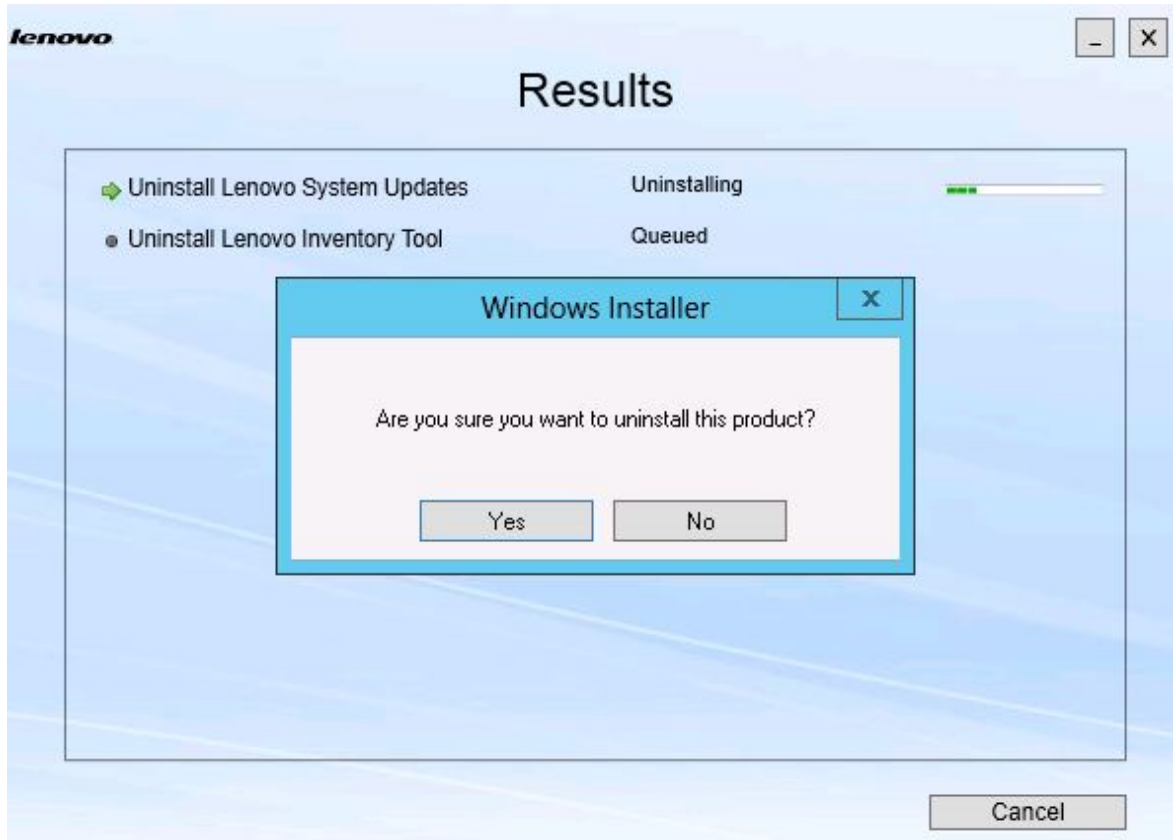 lenovo
_ X
Results
Uninstall Lenovo System Updates Uninstalling
Uninstall Lenovo Inventory Tool Queued
Windows Installer x
Are you sure you want to uninstall this product?
Yes No
Cancel